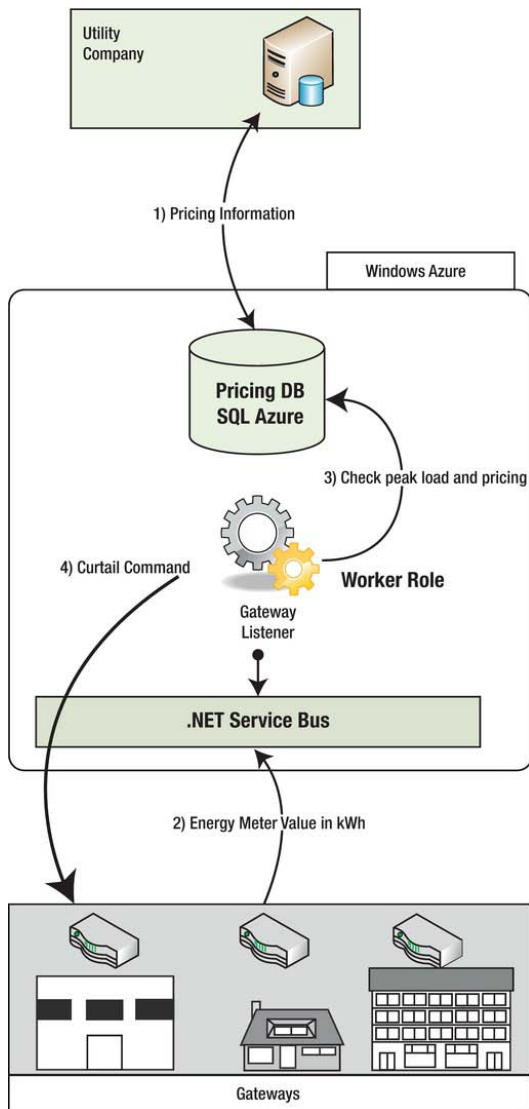 Utility
Company
1) Pricing Information
Windows Azure
Pricing DB
SQL Azure
3) Check peak load and pricing
4) Curtail Command
Worker Role
Gateway
Listener
.NET Service Bus
2) Energy Meter Value in kWh
Gateways